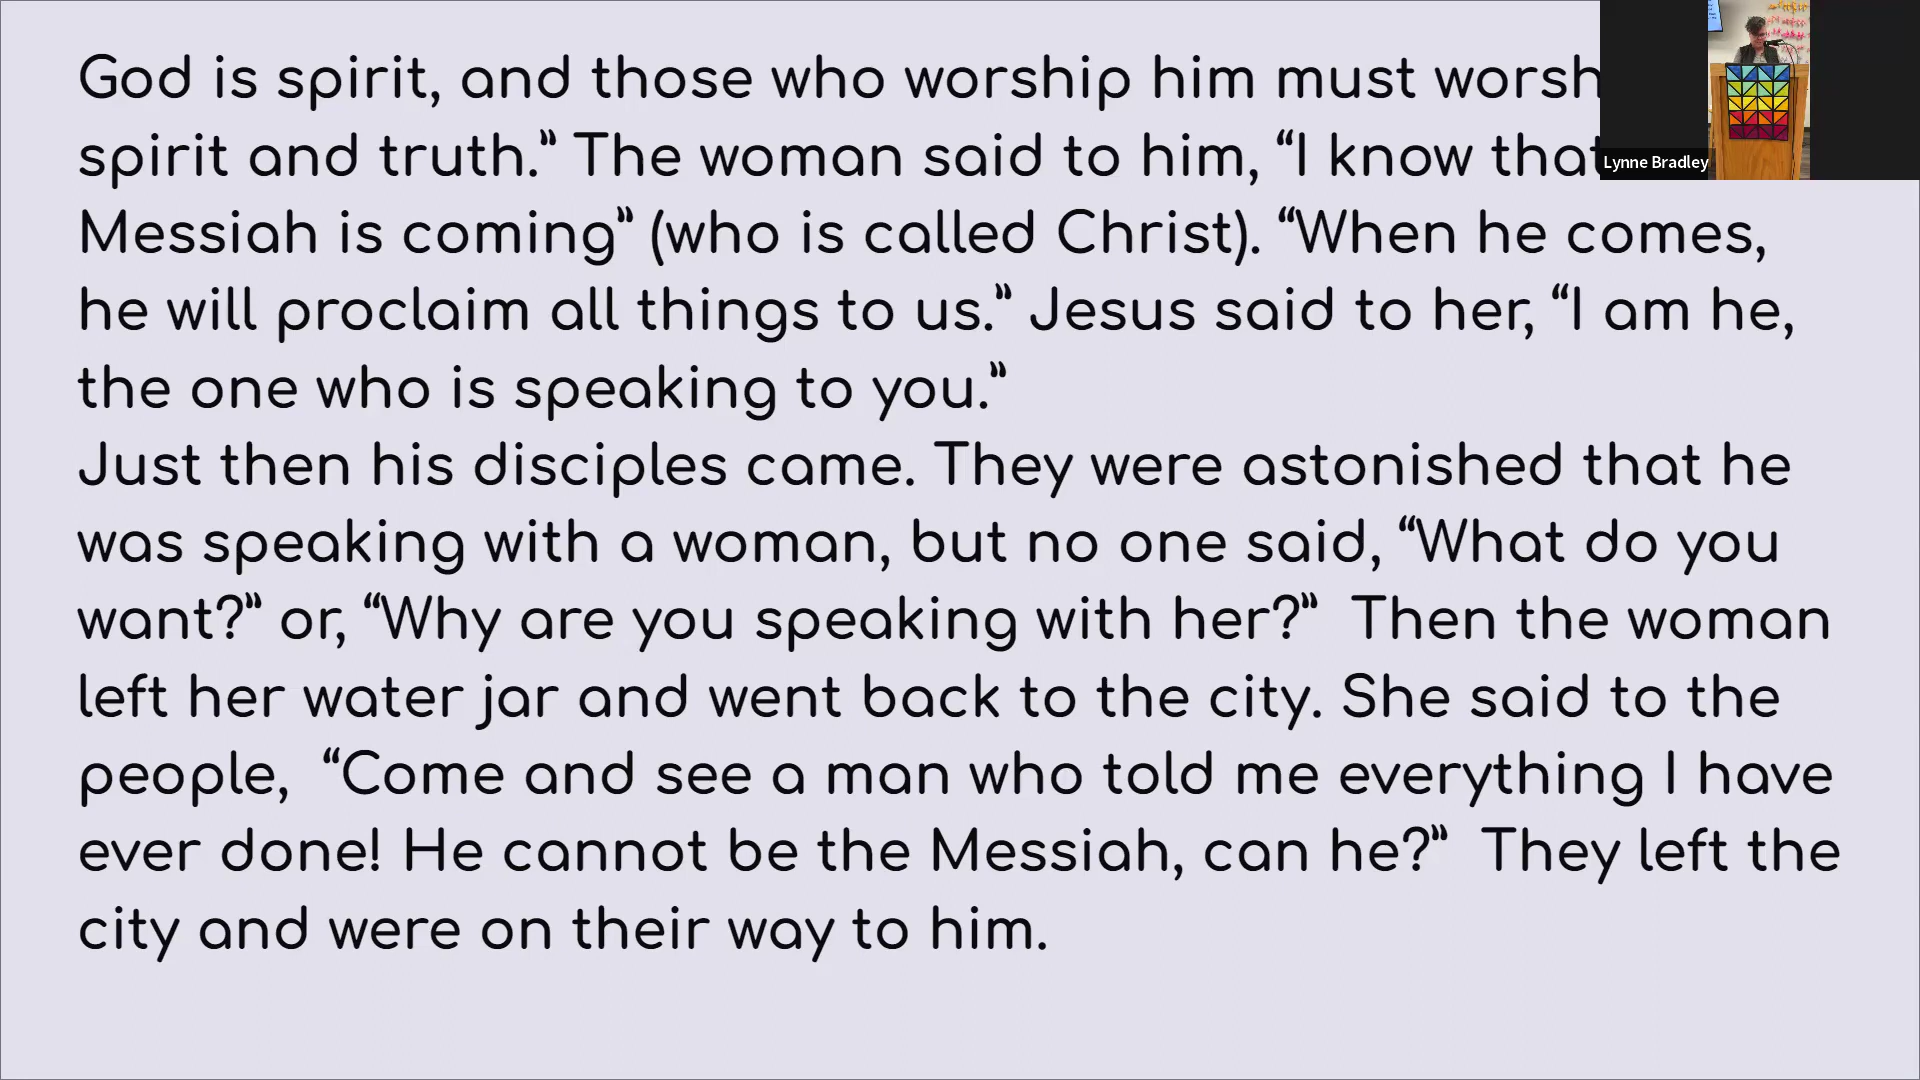 God is spirit, and those who worship him must worsh
spirit and truth.” The woman said to him, “I know that
Messiah is coming” (who is called Christ). “When he comes,
he will proclaim all things to us.” Jesus said to her, “I am he,
the one who is speaking to you.”
Just then his disciples came. They were astonished that he
was speaking with a woman, but no one said, “What do you
want?” or, “Why are you speaking with her?”  Then the woman
left her water jar and went back to the city. She said to the
people,  “Come and see a man who told me everything I have
ever done! He cannot be the Messiah, can he?”  They left the
city and were on their way to him.
Lynne Bradley